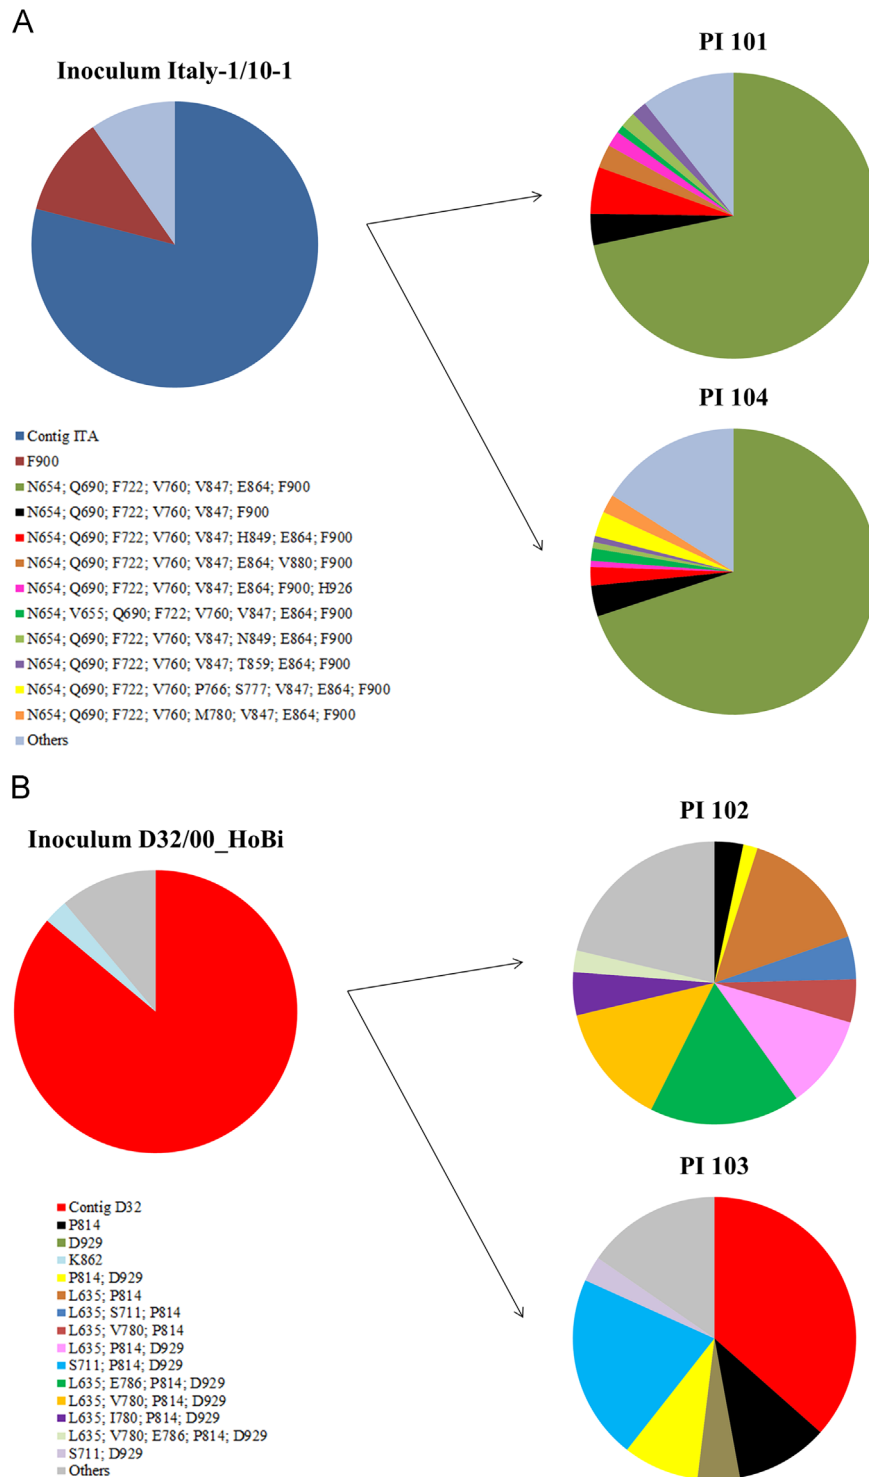 A
Inoculum Italy-1/10-1
PI 101
PI 104
Contig ITA
F900
N654; Q690; F722; V760; V847; E864; F900
N654; Q690; F722; V760; V847; F900
N654; Q690; F722; V760; V847; H849; E864; F900
N654; Q690; F722; V760; V847; E864; V880; F900
N654; Q690; F722; V760; V847; E864; F900; H926
N654; V655; Q690; F722; V760; V847; E864; F900
N654; Q690; F722; V760; V847; N849; E864; F900
N654; Q690; F722; V760; V847; T859; E864; F900
N654; Q690; F722; V760; P766; S777; V847; E864; F900
N654; Q690; F722; V760; M780; V847; E864; F900
Others
B
Inoculum D32/00_HoBi
PI 102
PI 103
Contig D32
P814
D929
K862
P814; D929
L635; P814
L635; S711; P814
L635; V780; P814
L635; P814; D929
S711; P814; D929
L635; E786; P814; D929
L635; V780; P814; D929
L635; I780; P814; D929
L635; V780; E786; P814; D929
S711; D929
Others